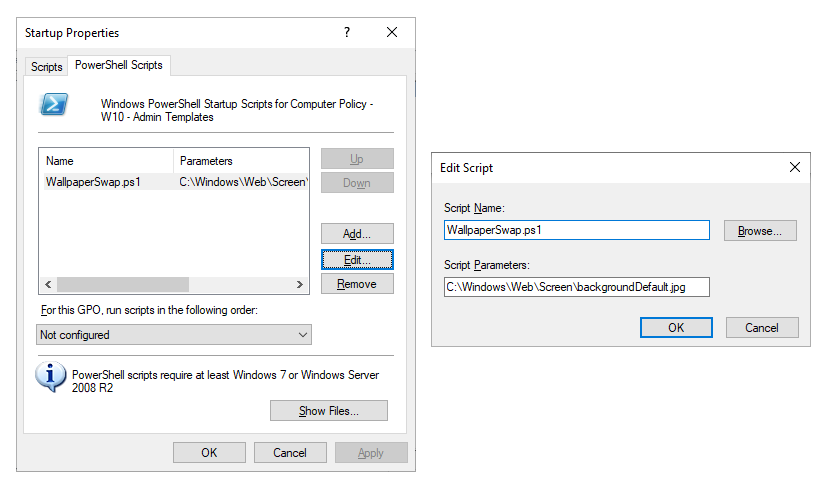 Startup Properties
?
Scripts
PowerShell Scripts
Windows PowerShell Startup Scripts for Computer Policy -
W10 - Admin Templates
Name Parameters
WallpaperSwap.ps1 C:\Windows\Web\Screen\
Up
Down
Add...
Edit...
Remove
For this GPO, run scripts in the following order:
Not configured
PowerShell scripts require at least Windows 7 or Windows Server
2008 R2
Show Files...
OK Cancel Apply
Edit Script
Script Name:
WallpaperSwap.ps1
Browse...
Script Parameters:
C:\Windows\Web\Screen\backgroundDefault.jpg
OK Cancel